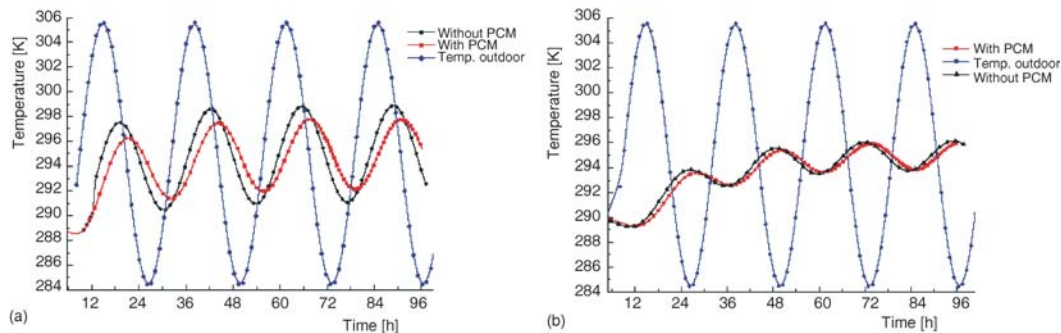 306
304
302
300
298
296
294
292
290
288
286
284
Temperature [K]
Without PCM
With PCM
Temp. outdoor
12 24 36 48 60 72 84 96
Time [h]
(a)
306
304
302
300
298
296
294
292
290
288
286
284
Temperature [K]
With PCM
Temp. outdoor
Without PCM
12 24 36 48 60 72 84 96
Time [h]
(b)